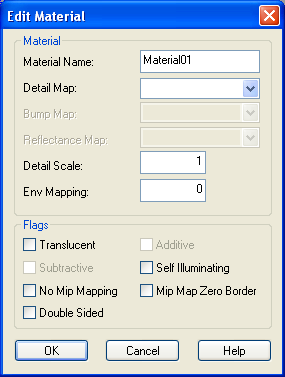 Edit Material
Material
Material Name: Material01
Detail Map:
Bump Map:
Reflectance Map:
Detail Scale: 1
Env Mapping: 0
Flags
Translucent Additive
Subtractive Self Illuminating
No Mip Mapping Mip Map Zero Border
Double Sided
OK Cancel Help